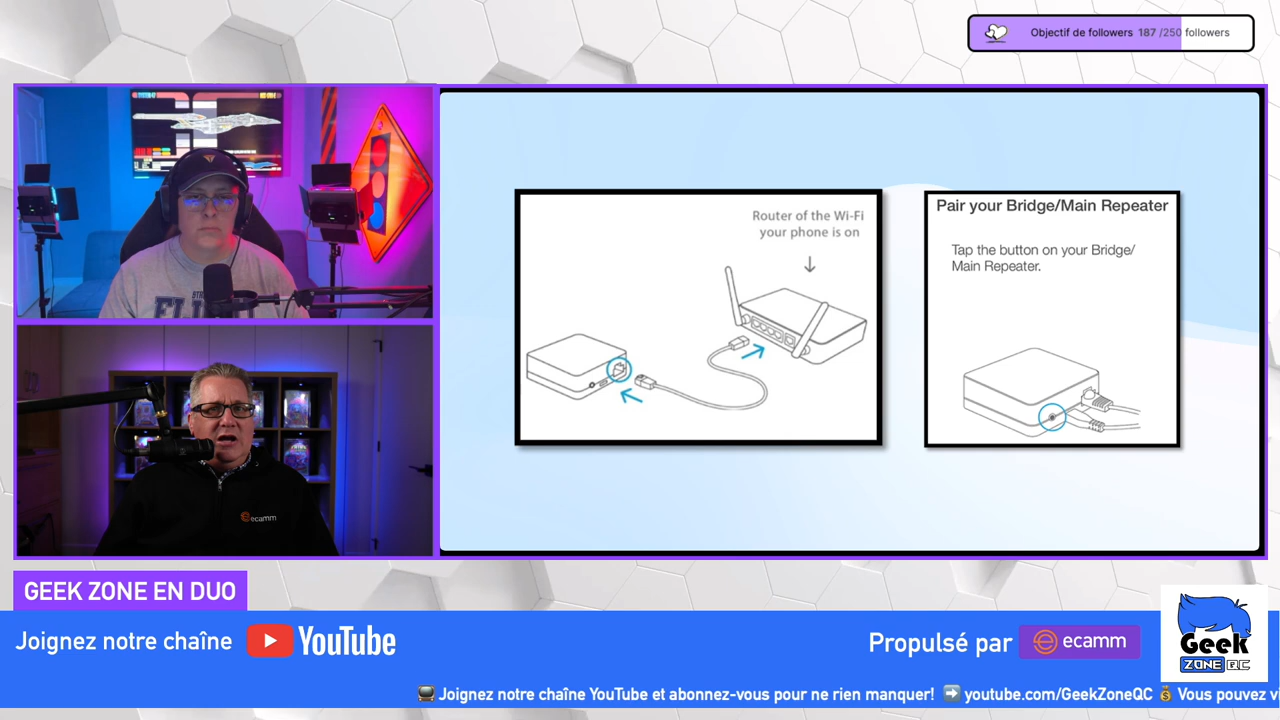 Objectif de followers 187 /250 followers
Router of the Wi-Fi
your phone is on
Pair your Bridge/Main Repeater
Tap the button on your Bridge/
Main Repeater.
ecamm
GEEK ZONE EN DUO
Joignez notre chaîne YouTube
Propulsé par ecamm
Geek
ZONE QC
Joignez notre chaîne YouTube et abonnez-vous pour ne rien manquer! youtube.com/GeekZoneQC Vous pouvez